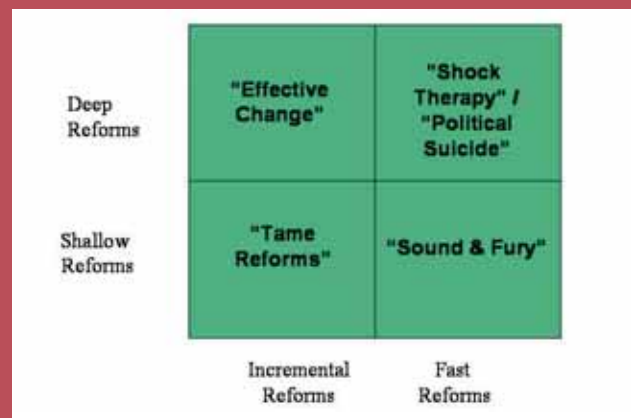 Deep
Reforms
"Effective
Change"
"Shock
Therapy" /
"Political
Suicide"
Shallow
Reforms
"Tame
Reforms"
"Sound & Fury"
Incremental
Reforms
Fast
Reforms